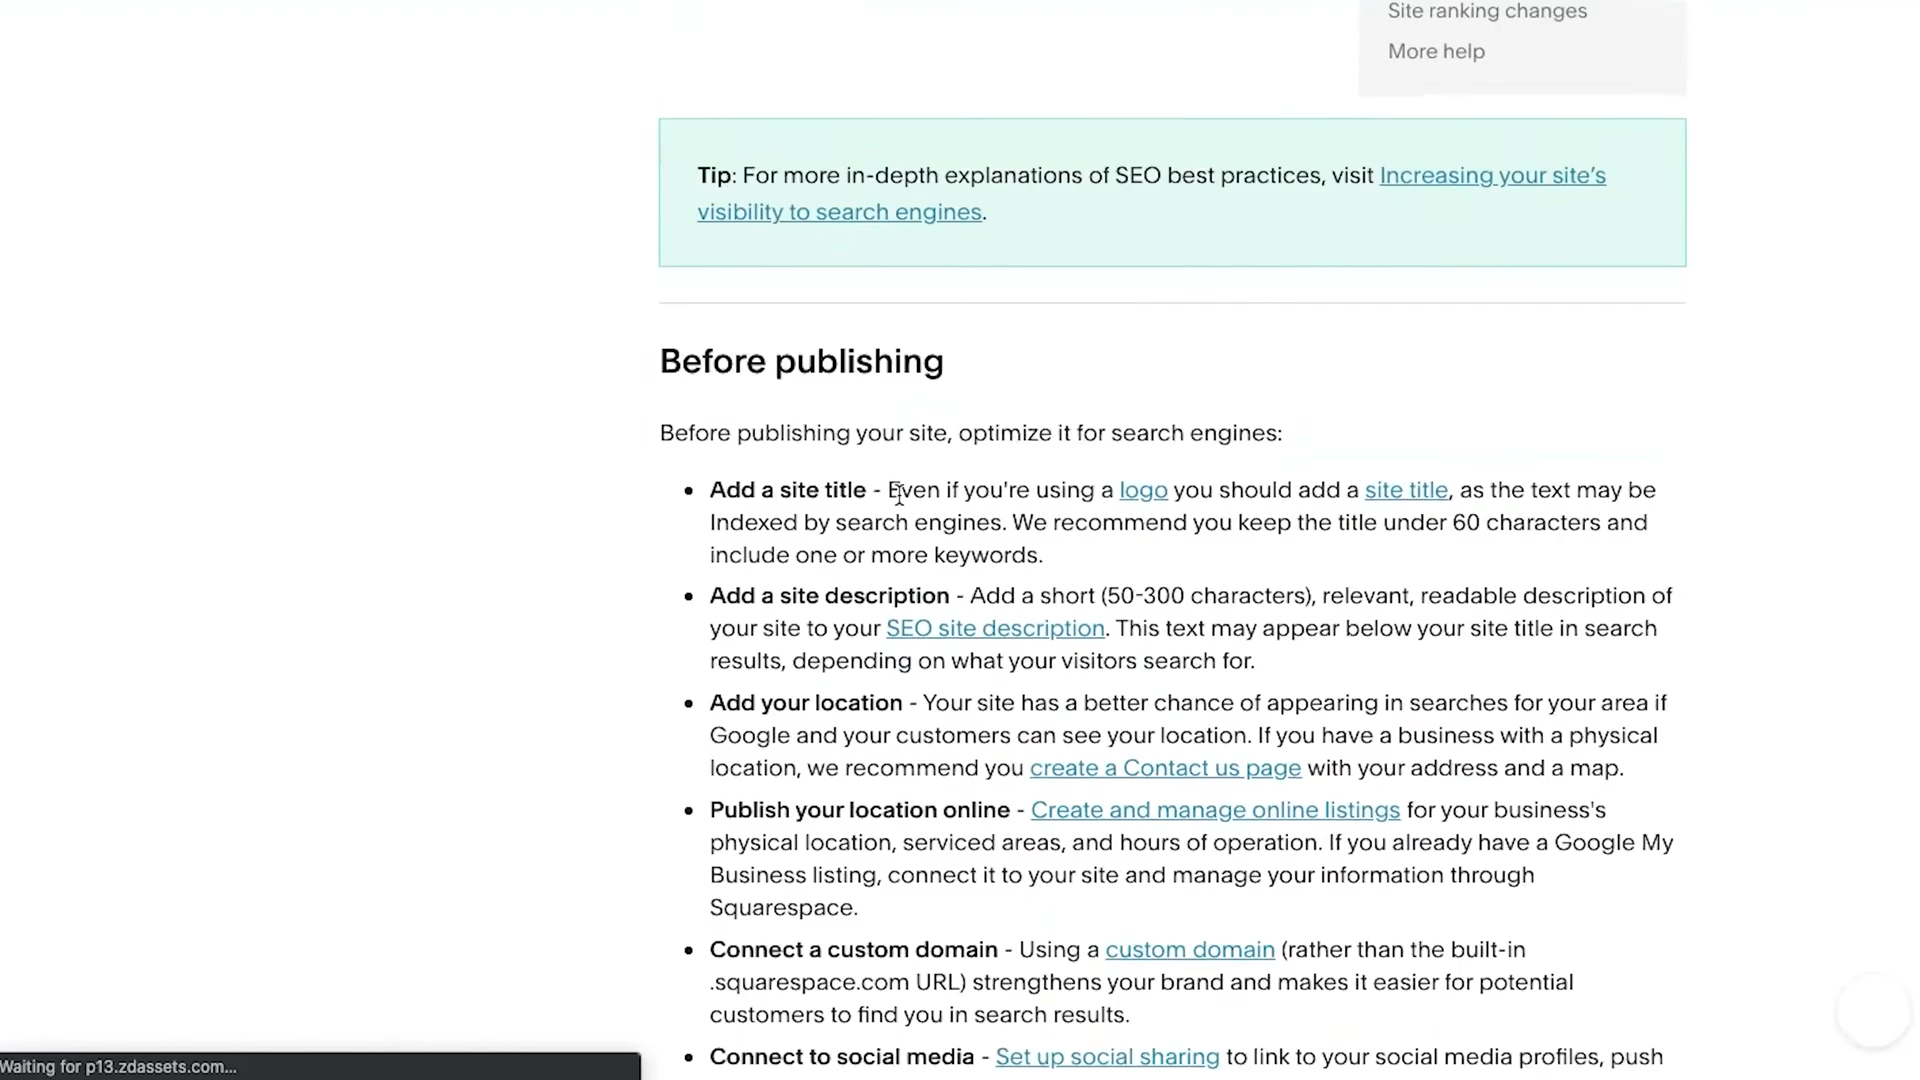 Site ranking changes
More help
Tip: For more in-depth explanations of SEO best practices, visit Increasing your site’s
visibility to search engines.
Before publishing
Before publishing your site, optimize it for search engines:
• Add a site title - Even if you're using a logo you should add a site title, as the text may be
Indexed by search engines. We recommend you keep the title under 60 characters and
include one or more keywords.
• Add a site description - Add a short (50-300 characters), relevant, readable description of
your site to your SEO site description. This text may appear below your site title in search
results, depending on what your visitors search for.
• Add your location - Your site has a better chance of appearing in searches for your area if
Google and your customers can see your location. If you have a business with a physical
location, we recommend you create a Contact us page with your address and a map.
• Publish your location online - Create and manage online listings for your business's
physical location, serviced areas, and hours of operation. If you already have a Google My
Business listing, connect it to your site and manage your information through
Squarespace.
• Connect a custom domain - Using a custom domain (rather than the built-in
.squarespace.com URL) strengthens your brand and makes it easier for potential
customers to find you in search results.
• Connect to social media - Set up social sharing to link to your social media profiles, push
Waiting for p13.zdassets.com...